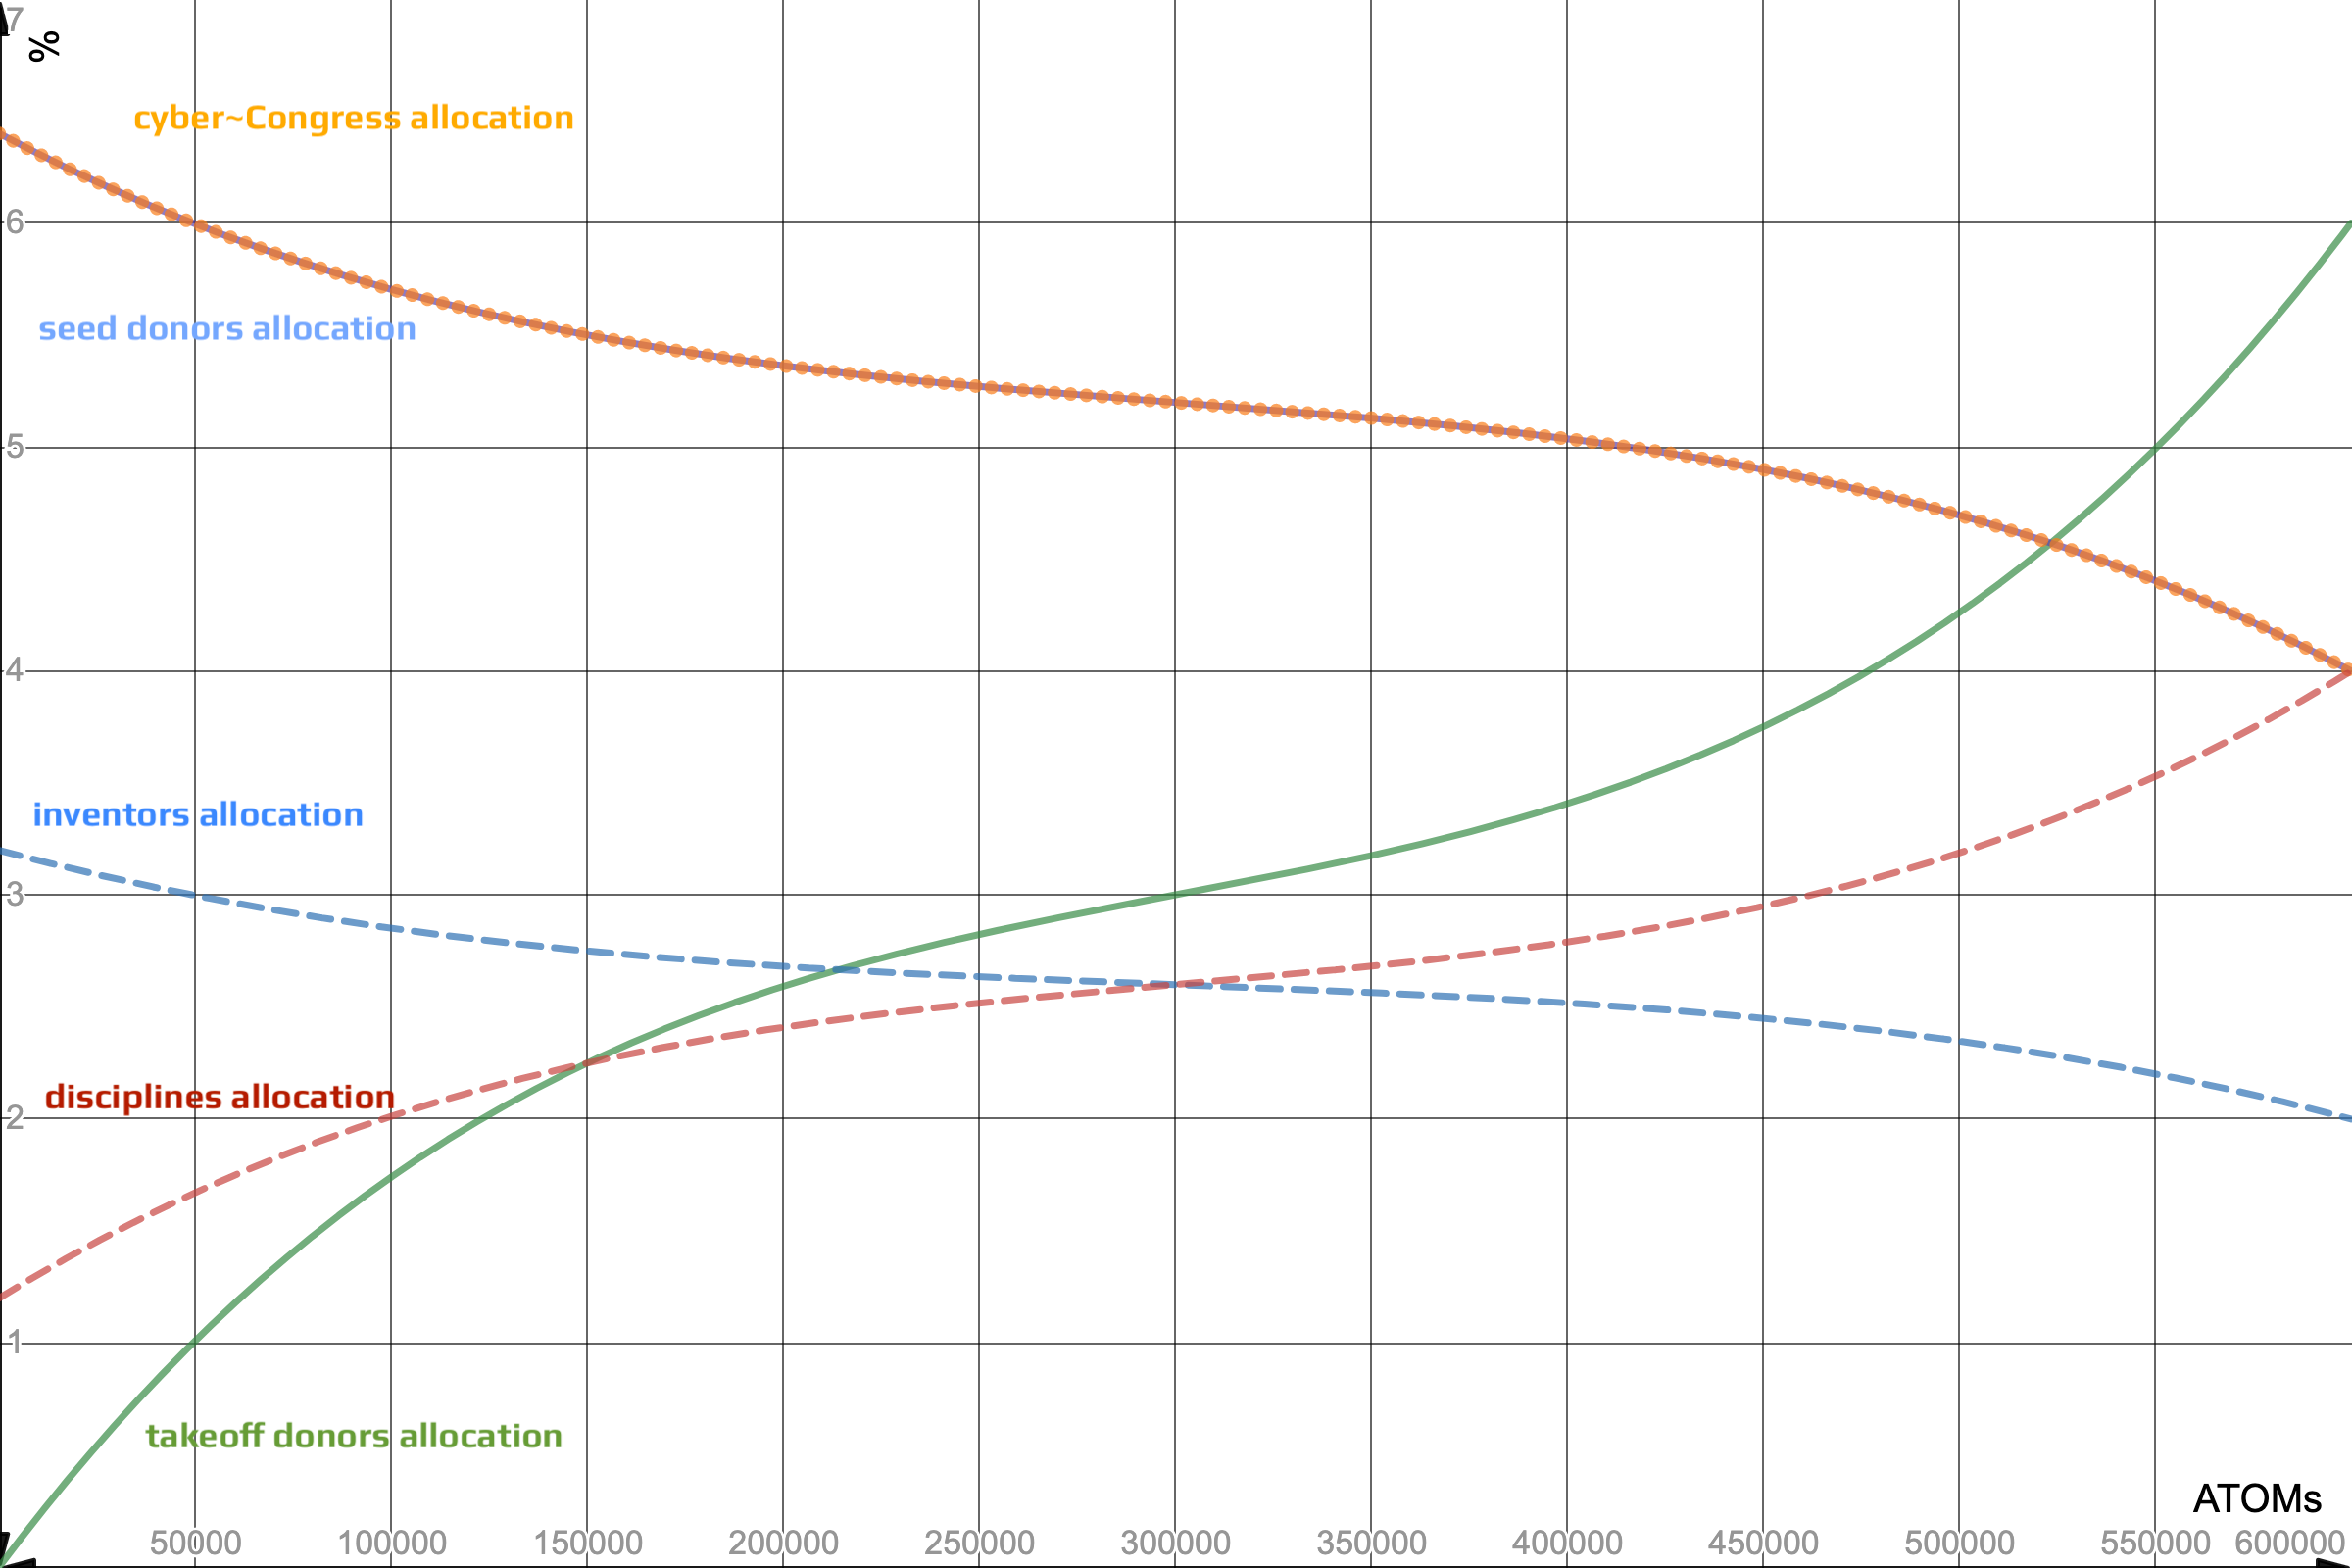 7
%
cyber~Congress allocation
6
seed donors allocation
5
4
inventors allocation
3
disciplines allocation
2
1
takeoff donors allocation
ATOMs
50000 100000 150000 200000 250000 300000 350000 400000 450000 500000 550000 600000